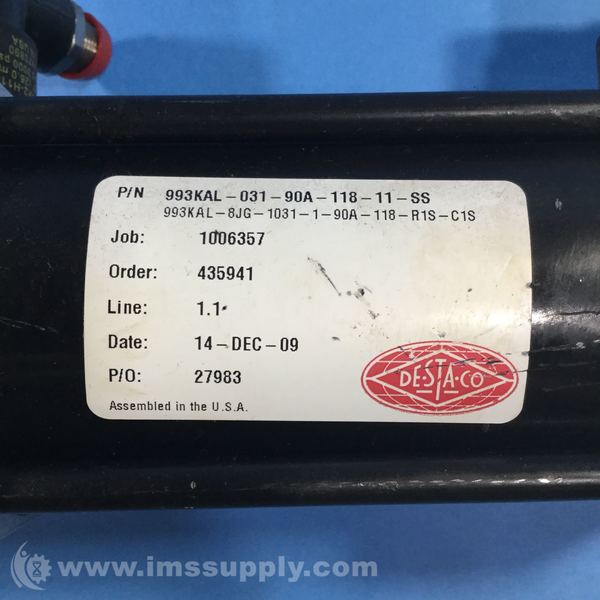 P/N 993KAL-031-90A-118-11-SS
993KAL-8JG-1031-1-90A-118-R1S-C1S
Job: 1006357
Order: 435941
Line: 1.1
Date: 14-DEC-09
P/O: 27983
DE-STA-CO
Assembled in the U.S.A.
www.imssupply.com